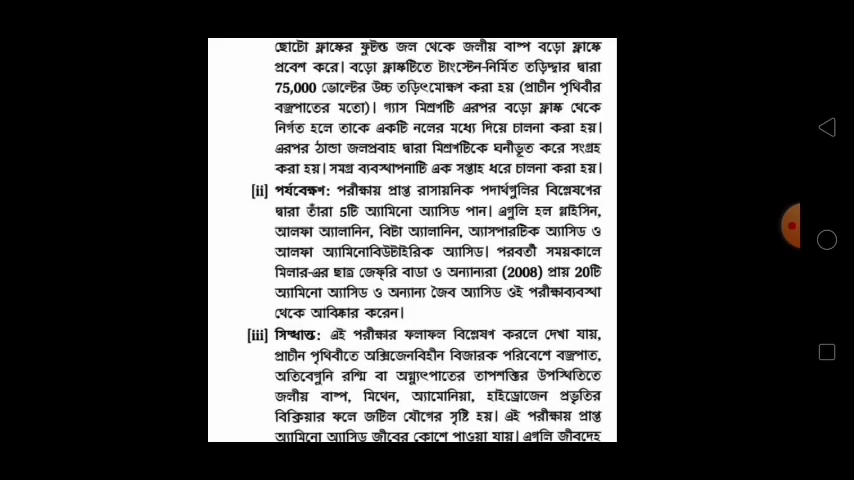 ছোটো ফ্লাস্কের ফুটন্ত জল থেকে জলীয় বাষ্প বড়ো ফ্লাস্কে
প্রবেশ করে। বড়ো ফ্লাস্কটিতে টাংস্টেন-নির্মিত তড়িদ্দ্বার দ্বারা
75,000 ভোল্টের উচ্চ তড়িৎমোক্ষণ করা হয় (প্রাচীন পৃথিবীর
বজ্রপাতের মতো)। গ্যাস মিশ্রণটি এরপর বড়ো ফ্লাস্ক থেকে
নির্গত হলে তাকে একটি নলের মধ্যে দিয়ে চালনা করা হয়।
এরপর ঠান্ডা জলপ্রবাহ দ্বারা মিশ্রণটিকে ঘনীভূত করে সংগ্রহ
করা হয়। সমগ্র ব্যবস্থাপনাটি এক সপ্তাহ ধরে চালনা করা হয়।
[ii] পর্যবেক্ষণ: পরীক্ষায় প্রাপ্ত রাসায়নিক পদার্থগুলির বিশ্লেষণের
দ্বারা তাঁরা 5টি অ্যামিনো অ্যাসিড পান। এগুলি হল গ্লাইসিন,
আলফা অ্যালানিন, বিটা অ্যালানিন, অ্যাসপারটিক অ্যাসিড ও
আলফা অ্যামিনোবিউটাইরিক অ্যাসিড। পরবর্তী সময়কালে
মিলার-এর ছাত্র জেফ্‌রি বাডা ও অন্যান্যরা (2008) প্রায় 20টি
অ্যামিনো অ্যাসিড ও অন্যান্য জৈব অ্যাসিড ওই পরীক্ষাব্যবস্থা
থেকে আবিষ্কার করেন।
[iii] সিদ্ধান্ত: এই পরীক্ষার ফলাফল বিশ্লেষণ করলে দেখা যায়,
প্রাচীন পৃথিবীতে অক্সিজেনবিহীন বিজারক পরিবেশে বজ্রপাত,
অতিবেগুনি রশ্মি বা অগ্ন্যুৎপাতের তাপশক্তির উপস্থিতিতে
জলীয় বাষ্প, মিথেন, অ্যামোনিয়া, হাইড্রোজেন প্রভৃতির
বিক্রিয়ার ফলে জটিল যৌগের সৃষ্টি হয়। এই পরীক্ষায় প্রাপ্ত
অ্যামিনো অ্যাসিড জীবের কোশে পাওয়া যায়। এগুলি জীবদেহ